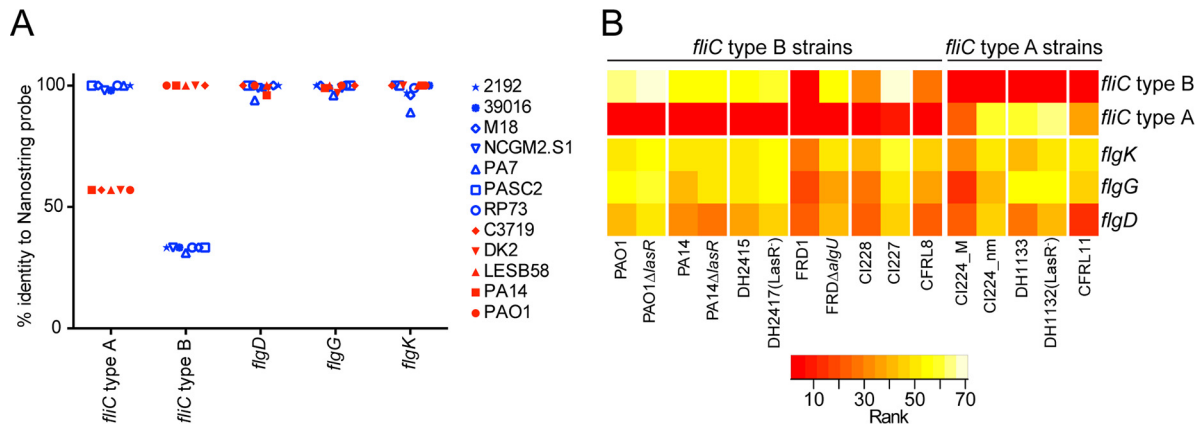 A
% identity to Nanostring probe
100
50
0
fliC type A
fliC type B
flgD
flgG
flgK
2192
39016
M18
NCGM2.S1
PA7
PASC2
RP73
C3719
DK2
LESB58
PA14
PAO1
B
fliC type B strains
fliC type A strains
fliC type B
fliC type A
flgK
flgG
flgD
PAO1
PAO1ΔlasR
PA14
PA14ΔlasR
DH2415
DH2417(LasR-)
FRD1
FRDΔalgU
CI228
CI227
CFRL8
CI224_M
CI224_nm
DH1133
DH1132(LasR-)
CFRL11
10 30 50 70
Rank